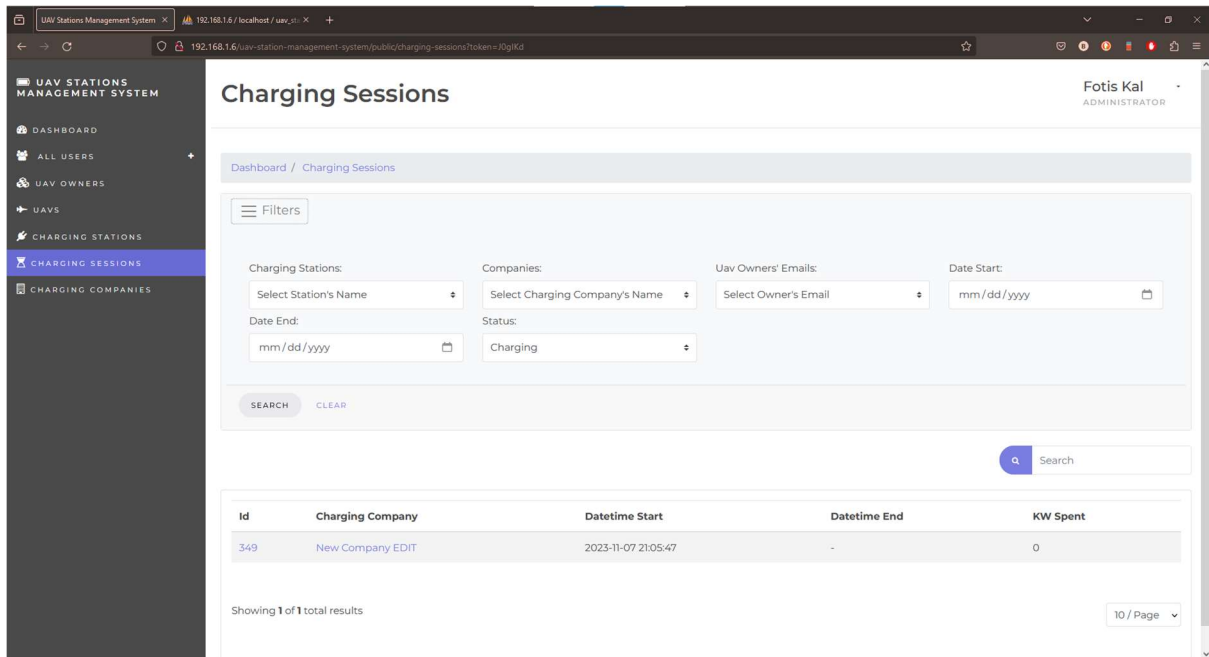 UAV Stations Management System
192.168.1.6 / localhost / uav_st
192.168.1.6/uav-station-management-system/public/charging-sessions?token=J0gIKd
UAV STATIONS
MANAGEMENT SYSTEM
DASHBOARD
ALL USERS +
UAV OWNERS
UAVS
CHARGING STATIONS
CHARGING SESSIONS
CHARGING COMPANIES
Charging Sessions
Fotis Kal
ADMINISTRATOR
Dashboard / Charging Sessions
Filters
Charging Stations: Companies: Uav Owners' Emails: Date Start:
Select Station's Name Select Charging Company's Name Select Owner's Email mm/dd/yyyy
Date End: Status:
mm/dd/yyyy Charging
SEARCH CLEAR
Search
Id Charging Company Datetime Start Datetime End KW Spent
349 New Company EDIT 2023-11-07 21:05:47 - 0
Showing 1 of 1 total results
10 / Page